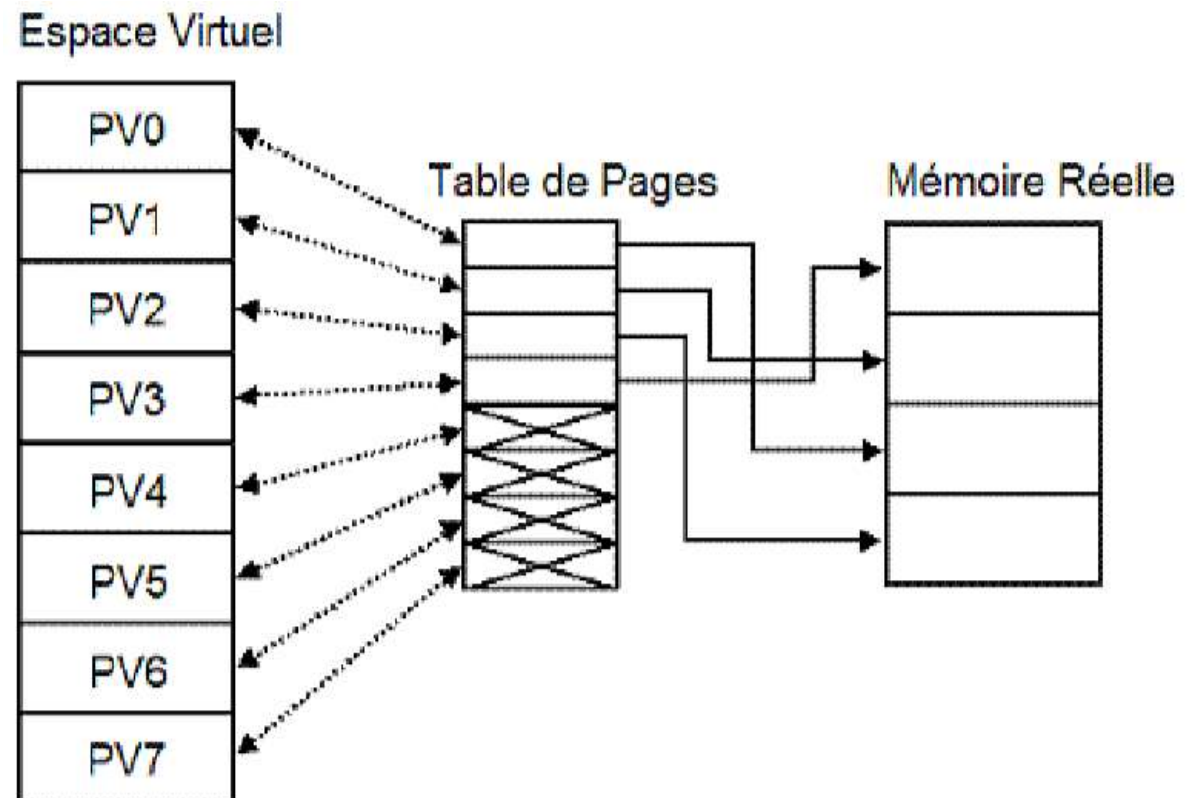 Espace Virtuel
Table de Pages
Mémoire Réelle
PV0
PV1
PV2
PV3
PV4
PV5
PV6
PV7